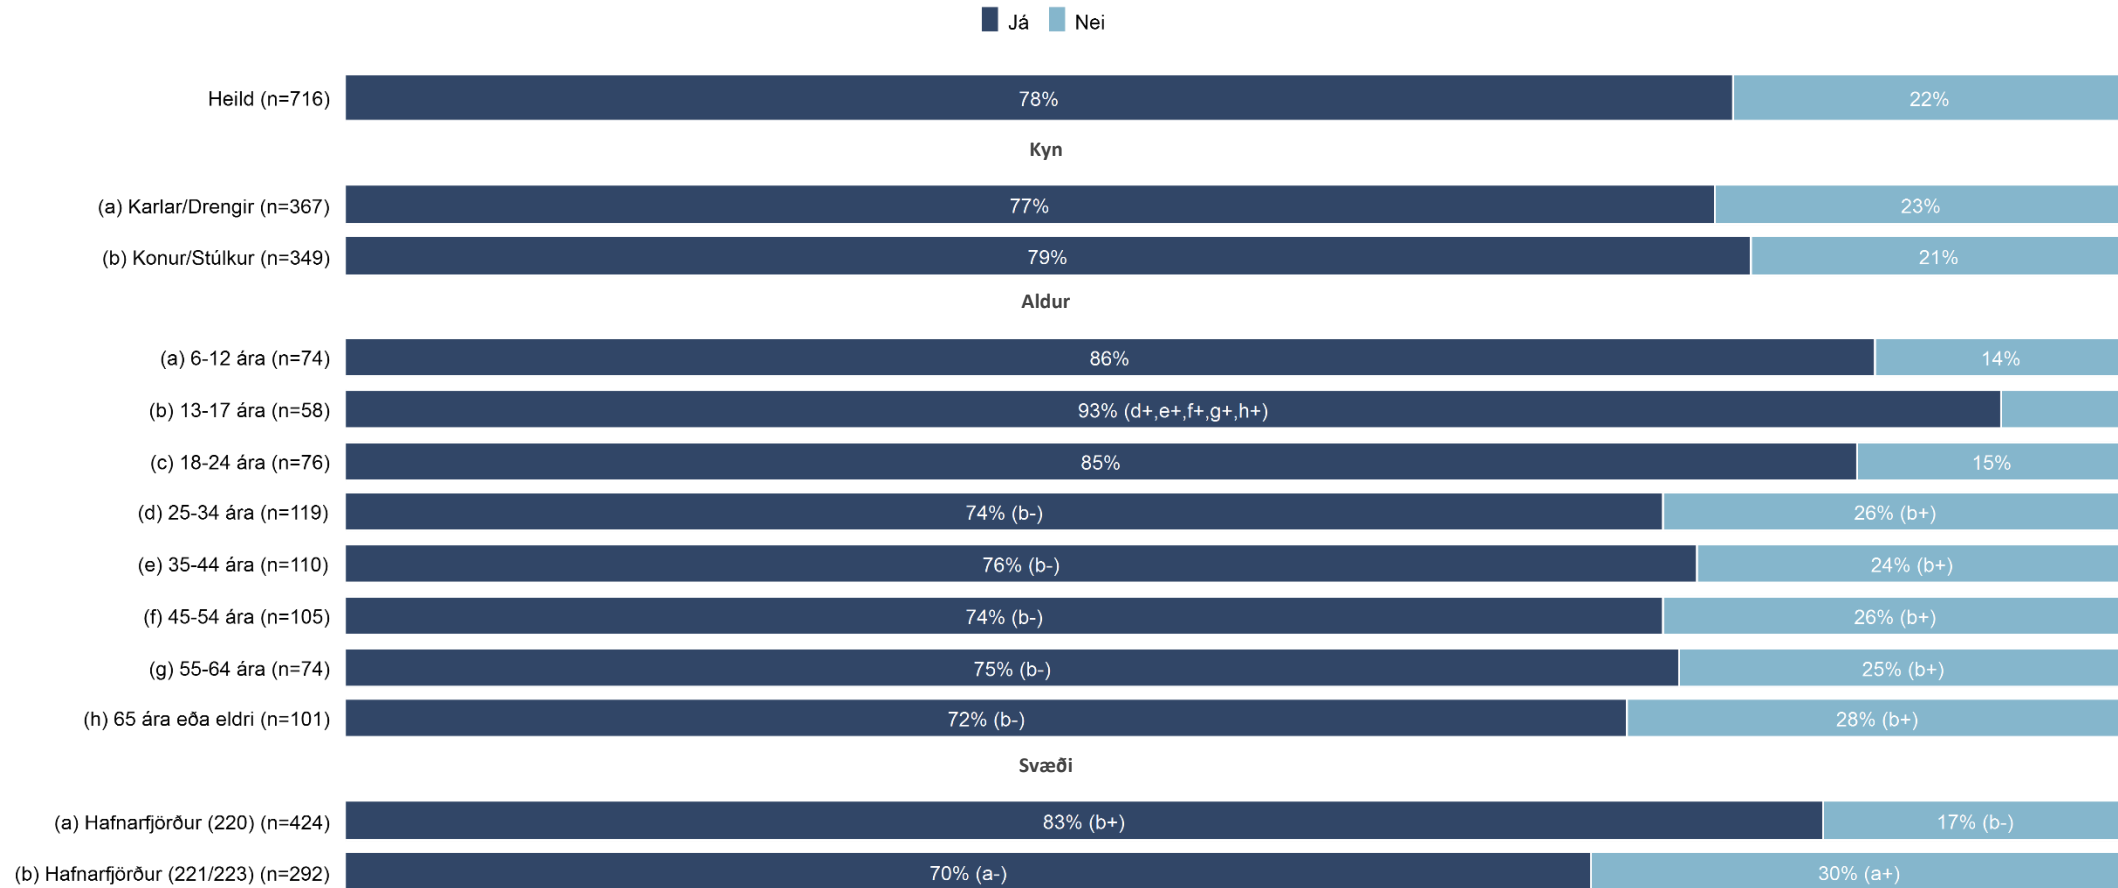 Já Nei
Heild (n=716) 78% 22%
Kyn
(a) Karlar/Drengir (n=367) 77% 23%
(b) Konur/Stúlkur (n=349) 79% 21%
Aldur
(a) 6-12 ára (n=74) 86% 14%
(b) 13-17 ára (n=58) 93% (d+,e+,f+,g+,h+)
(c) 18-24 ára (n=76) 85% 15%
(d) 25-34 ára (n=119) 74% (b-) 26% (b+)
(e) 35-44 ára (n=110) 76% (b-) 24% (b+)
(f) 45-54 ára (n=105) 74% (b-) 26% (b+)
(g) 55-64 ára (n=74) 75% (b-) 25% (b+)
(h) 65 ára eða eldri (n=101) 72% (b-) 28% (b+)
Svæði
(a) Hafnarfjörður (220) (n=424) 83% (b+) 17% (b-)
(b) Hafnarfjörður (221/223) (n=292) 70% (a-) 30% (a+)